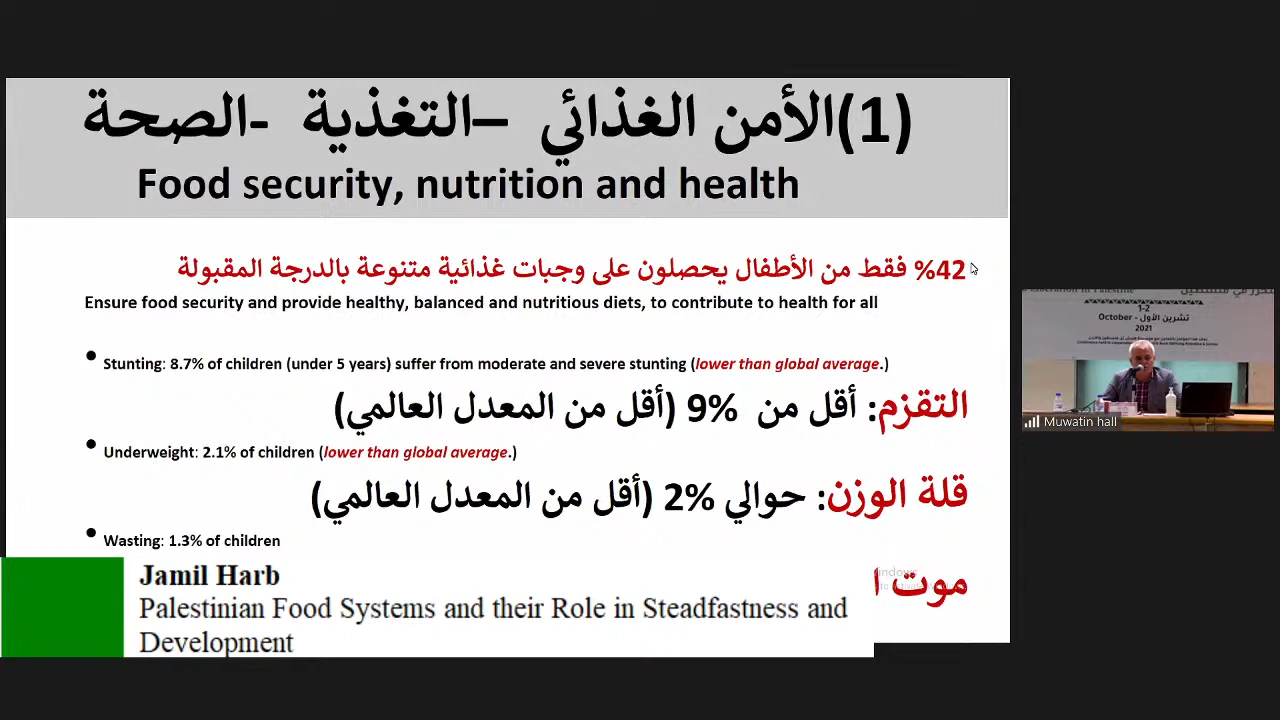 (1)الأمن الغذائي –التغذية -الصحة
Food security, nutrition and health
%42 فقط من الأطفال يحصلون على وجبات غذائية متنوعة بالدرجة المقبولة
Ensure food security and provide healthy, balanced and nutritious diets, to contribute to health for all
• Stunting: 8.7% of children (under 5 years) suffer from moderate and severe stunting (lower than global average.)
التقزم: أقل من 9% (أقل من المعدل العالمي)
• Underweight: 2.1% of children (lower than global average.)
قلة الوزن: حوالي 2% (أقل من المعدل العالمي)
• Wasting: 1.3% of children
موت
Jamil Harb
Palestinian Food Systems and their Role in Steadfastness and
Development
in Palestine
1-2
تشرين الأول - October
2021
Muwatin hall